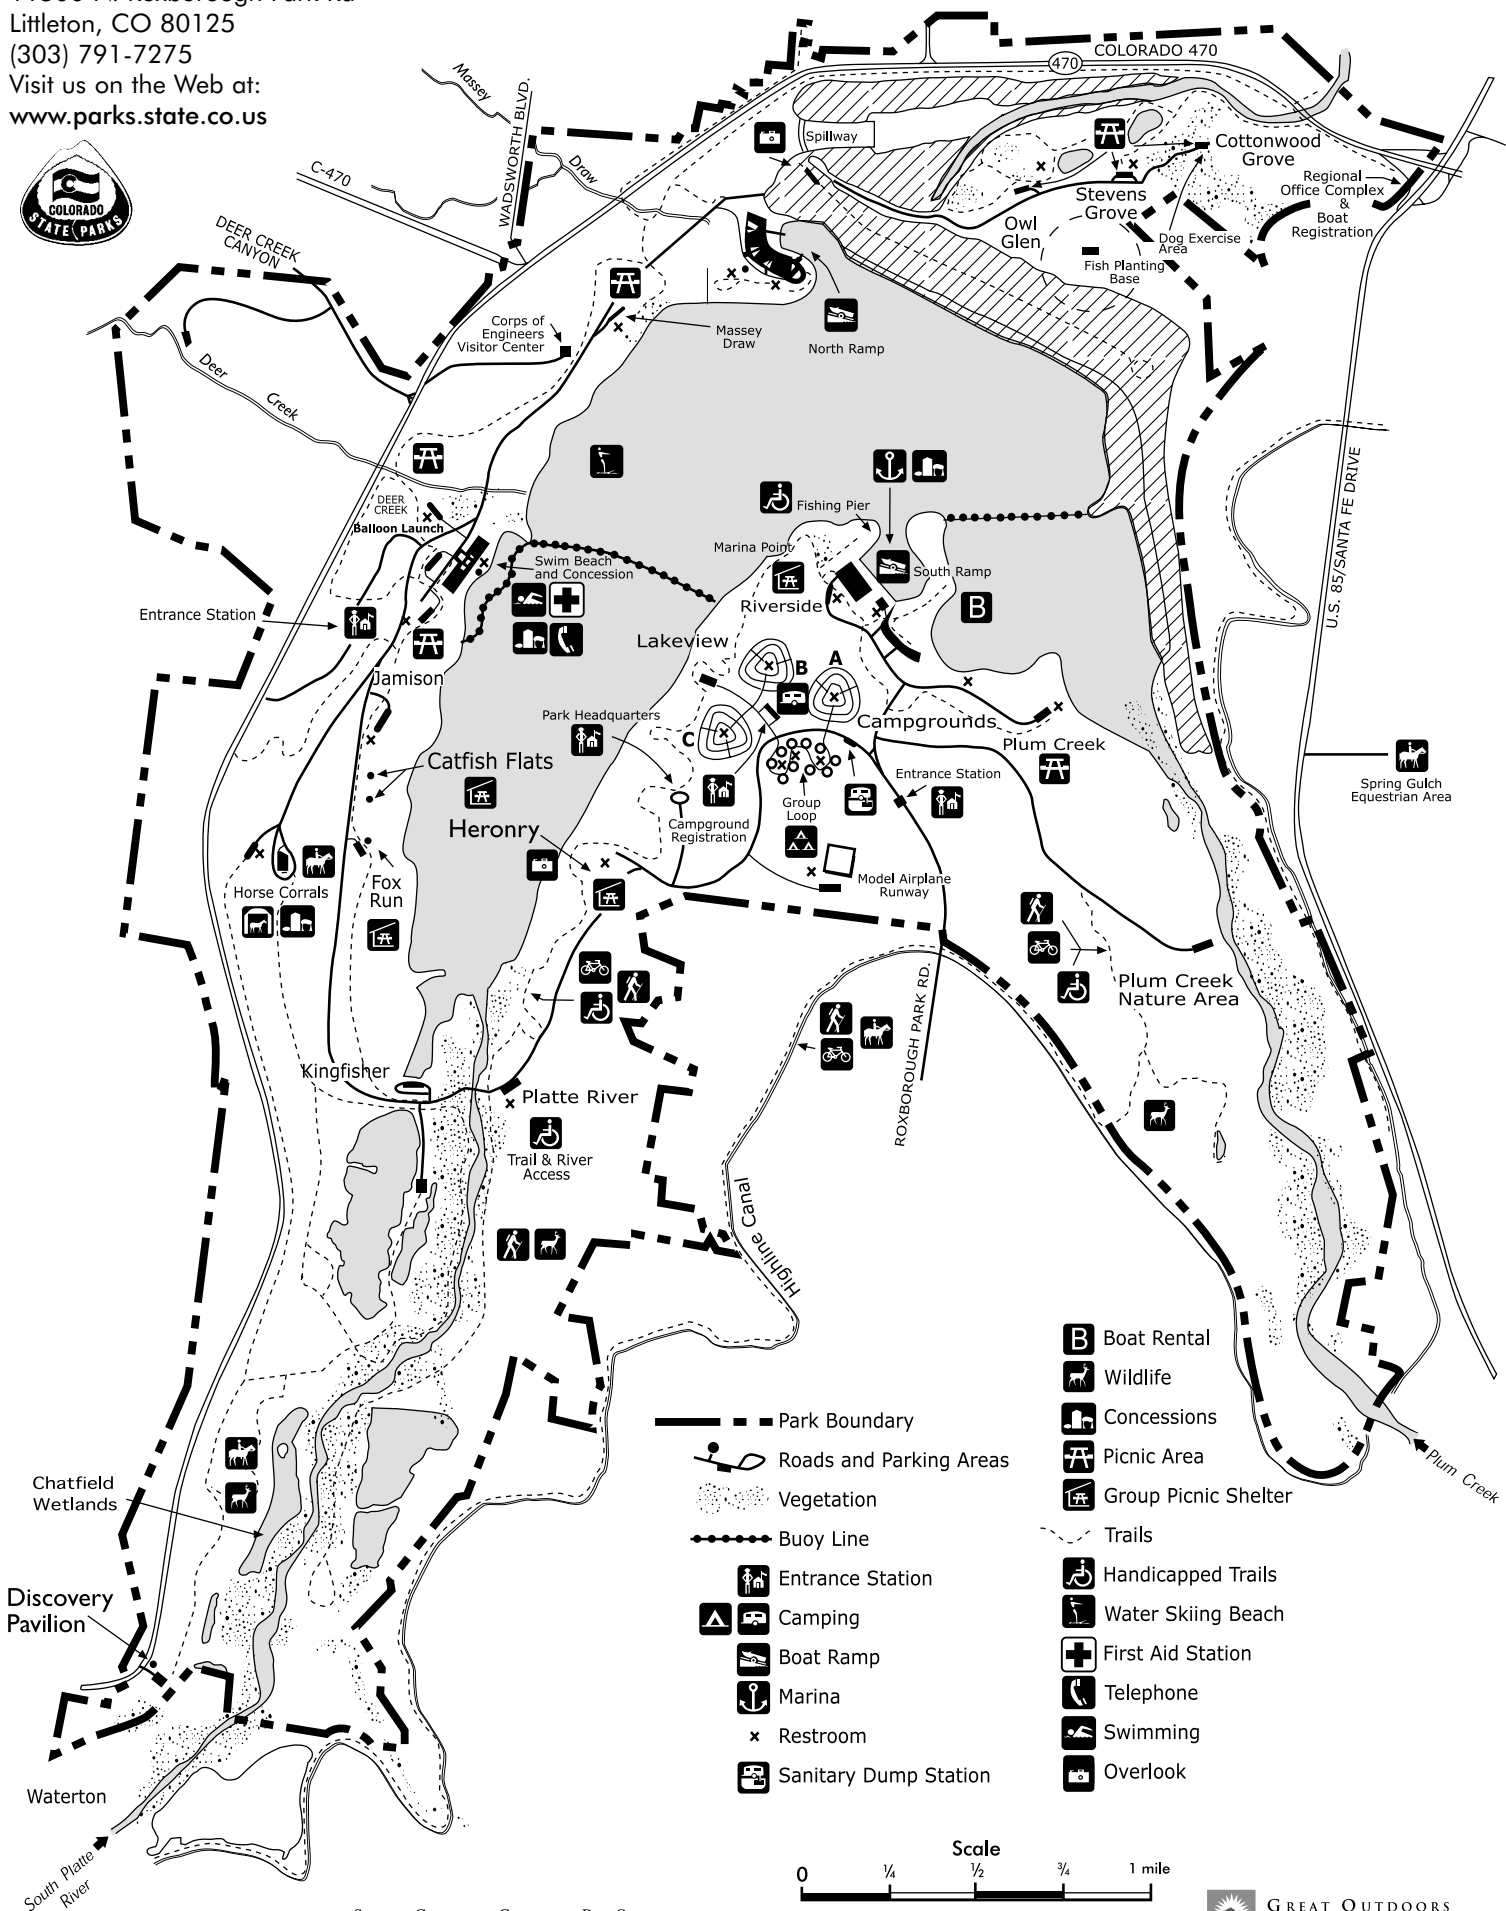 Littleton, CO 80125
(303) 791-7275
Visit us on the Web at:
www.parks.state.co.us
C
COLORADO
STATE PARKS
Massey
Draw
WADSWORTH BLVD.
C-470
DEER CREEK
CANYON
COLORADO 470
470
Spillway
Cottonwood
Grove
Stevens
Grove
Owl
Glen
Dog Exercise
Area
Fish Planting
Base
Regional
Office Complex
&
Boat
Registration
Corps of
Engineers
Visitor Center
Massey
Draw
North Ramp
Deer
Creek
DEER
CREEK
Balloon Launch
Swim Beach
and Concession
Entrance Station
Jamison
Fishing Pier
Marina Point
South Ramp
Riverside
B
Lakeview
B
A
C
Campgrounds
Park Headquarters
Plum Creek
Catfish Flats
Entrance Station
Group
Loop
Campground
Registration
Heronry
Model Airplane
Runway
Horse Corrals
Fox
Run
U.S. 85/SANTA FE DRIVE
Spring Gulch
Equestrian Area
Plum Creek
Nature Area
ROXBOROUGH PARK RD.
Kingfisher
Platte River
Trail & River
Access
Highline Canal
Chatfield
Wetlands
Discovery
Pavilion
Waterton
South Platte
River
Plum Creek
Park Boundary
Roads and Parking Areas
Vegetation
Buoy Line
Entrance Station
Camping
Boat Ramp
Marina
x Restroom
Sanitary Dump Station
B Boat Rental
Wildlife
Concessions
Picnic Area
Group Picnic Shelter
Trails
Handicapped Trails
Water Skiing Beach
First Aid Station
Telephone
Swimming
Overlook
Scale
0 ¼ ½ ¾ 1 mile
GREAT OUTDOORS